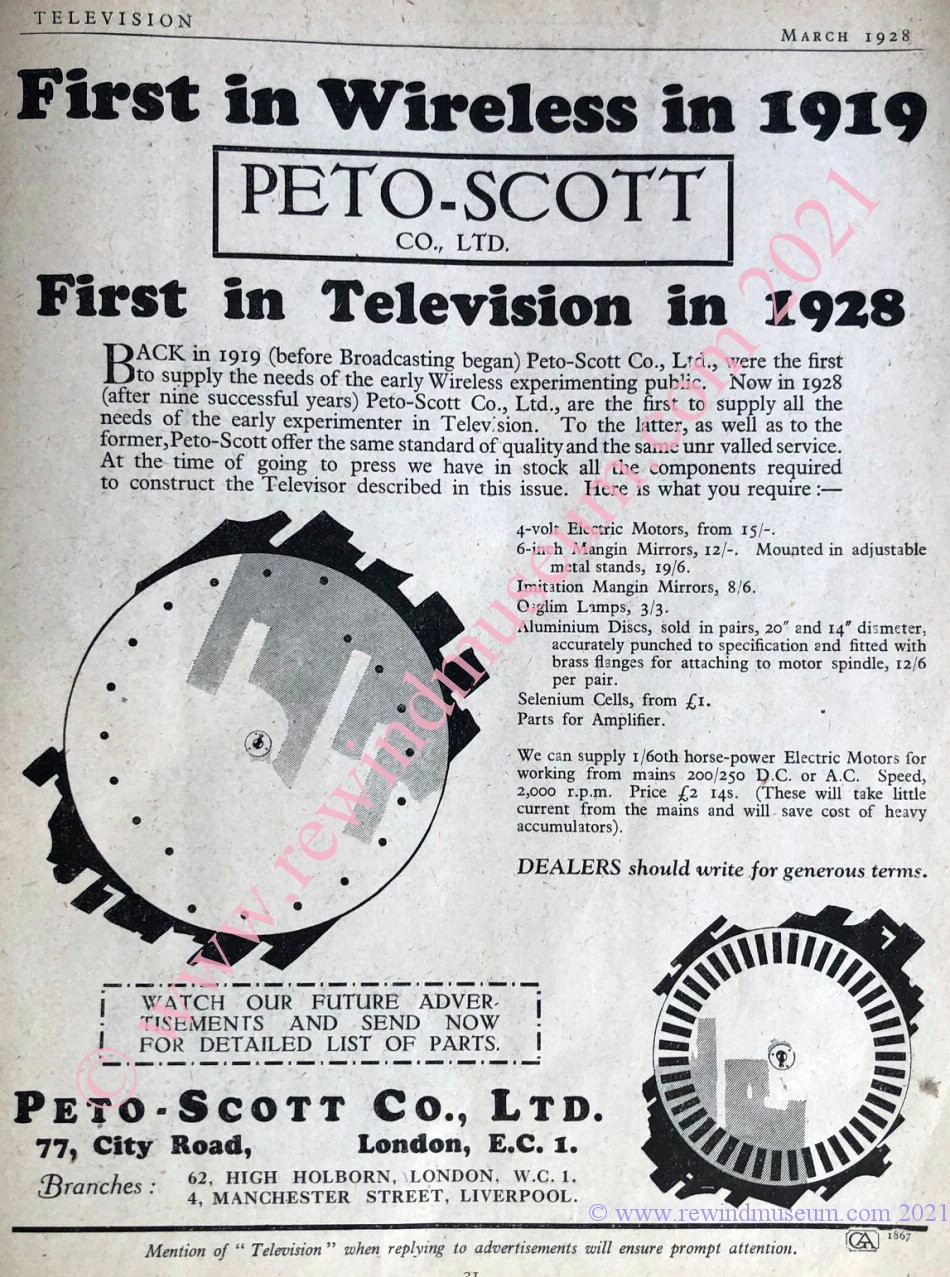 TELEVISION
MARCH 1928
First in Wireless in 1919
PETO-SCOTT
CO., LTD.
First in Television in 1928
BACK in 1919 (before Broadcasting began) Peto-Scott Co., Ltd., were the first
to supply the needs of the early Wireless experimenting public. Now in 1928
(after nine successful years) Peto-Scott Co., Ltd., are the first to supply all the
needs of the early experimenter in Television. To the latter, as well as to the
former, Peto-Scott offer the same standard of quality and the same unr valled service.
At the time of going to press we have in stock all the components required
to construct the Televisor described in this issue. Here is what you require :—
4-volt Electric Motors, from 15/-.
6-inch Mangin Mirrors, 12/-. Mounted in adjustable
metal stands, 19/6.
Imitation Mangin Mirrors, 8/6.
Osglim Lamps, 3/3.
Aluminium Discs, sold in pairs, 20" and 14" diameter,
accurately punched to specification and fitted with
brass flanges for attaching to motor spindle, 12/6
per pair.
Selenium Cells, from £1.
Parts for Amplifier.
We can supply 1/60th horse-power Electric Motors for
working from mains 200/250 D.C. or A.C. Speed,
2,000 r.p.m. Price £2 14s. (These will take little
current from the mains and will save cost of heavy
accumulators).
DEALERS should write for generous terms.
WATCH OUR FUTURE ADVER-
TISEMENTS AND SEND NOW
FOR DETAILED LIST OF PARTS.
PETO-SCOTT CO., LTD.
77, City Road, London, E.C. 1.
Branches : 62, HIGH HOLBORN, LONDON, W.C. 1.
4, MANCHESTER STREET, LIVERPOOL.
Mention of "Television" when replying to advertisements will ensure prompt attention.
GA 1867
21
© www.rewindmuseum.com 2021
© www.rewindmuseum.com 2021